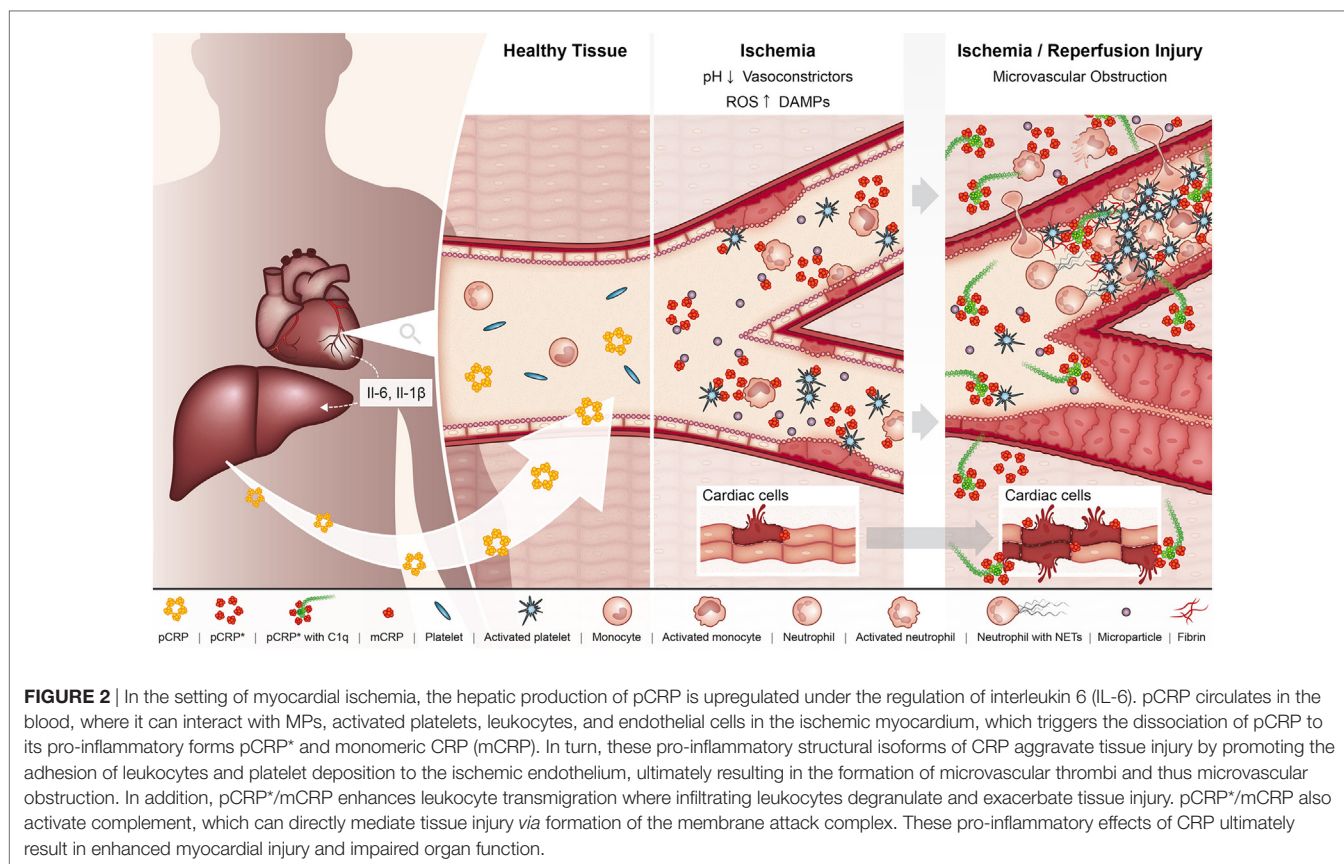 Healthy Tissue
Ischemia
pH ↓ Vasoconstrictors
ROS ↑ DAMPs
Ischemia / Reperfusion Injury
Microvascular Obstruction
Il-6, Il-1β
Cardiac cells
Cardiac cells
pCRP | pCRP* | pCRP* with C1q | mCRP | Platelet | Activated platelet | Monocyte | Activated monocyte | Neutrophil | Activated neutrophil | Neutrophil with NETs | Microparticle | Fibrin
FIGURE 2 | In the setting of myocardial ischemia, the hepatic production of pCRP is upregulated under the regulation of interleukin 6 (IL-6). pCRP circulates in the
blood, where it can interact with MPs, activated platelets, leukocytes, and endothelial cells in the ischemic myocardium, which triggers the dissociation of pCRP to
its pro-inflammatory forms pCRP* and monomeric CRP (mCRP). In turn, these pro-inflammatory structural isoforms of CRP aggravate tissue injury by promoting the
adhesion of leukocytes and platelet deposition to the ischemic endothelium, ultimately resulting in the formation of microvascular thrombi and thus microvascular
obstruction. In addition, pCRP*/mCRP enhances leukocyte transmigration where infiltrating leukocytes degranulate and exacerbate tissue injury. pCRP*/mCRP also
activate complement, which can directly mediate tissue injury via formation of the membrane attack complex. These pro-inflammatory effects of CRP ultimately
result in enhanced myocardial injury and impaired organ function.